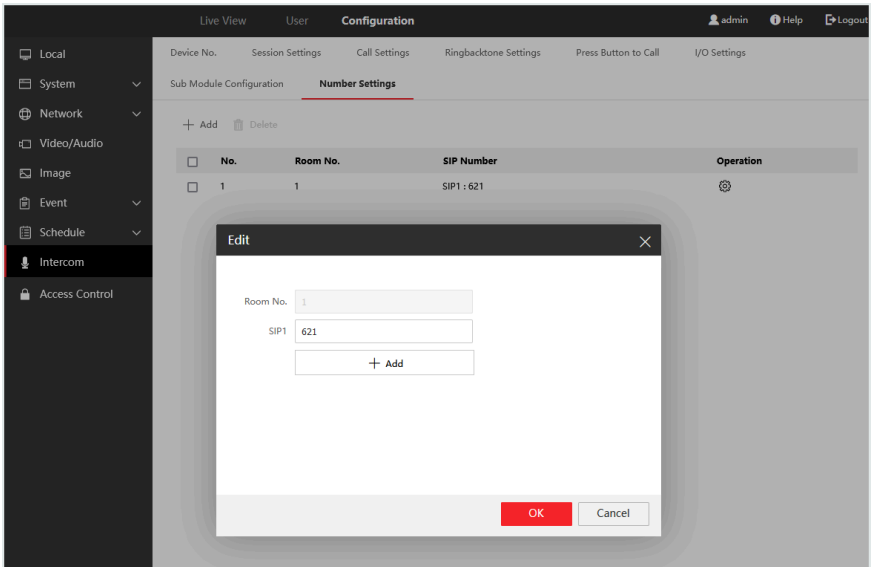 Live View User Configuration admin Help Logout
Local
System
Network
Video/Audio
Image
Event
Schedule
Intercom
Access Control
Device No. Session Settings Call Settings Ringbacktone Settings Press Button to Call I/O Settings
Sub Module Configuration Number Settings
+ Add Delete
No. Room No. SIP Number Operation
1 1 SIP1 : 621
Edit
Room No. 1
SIP1 621
+ Add
OK Cancel